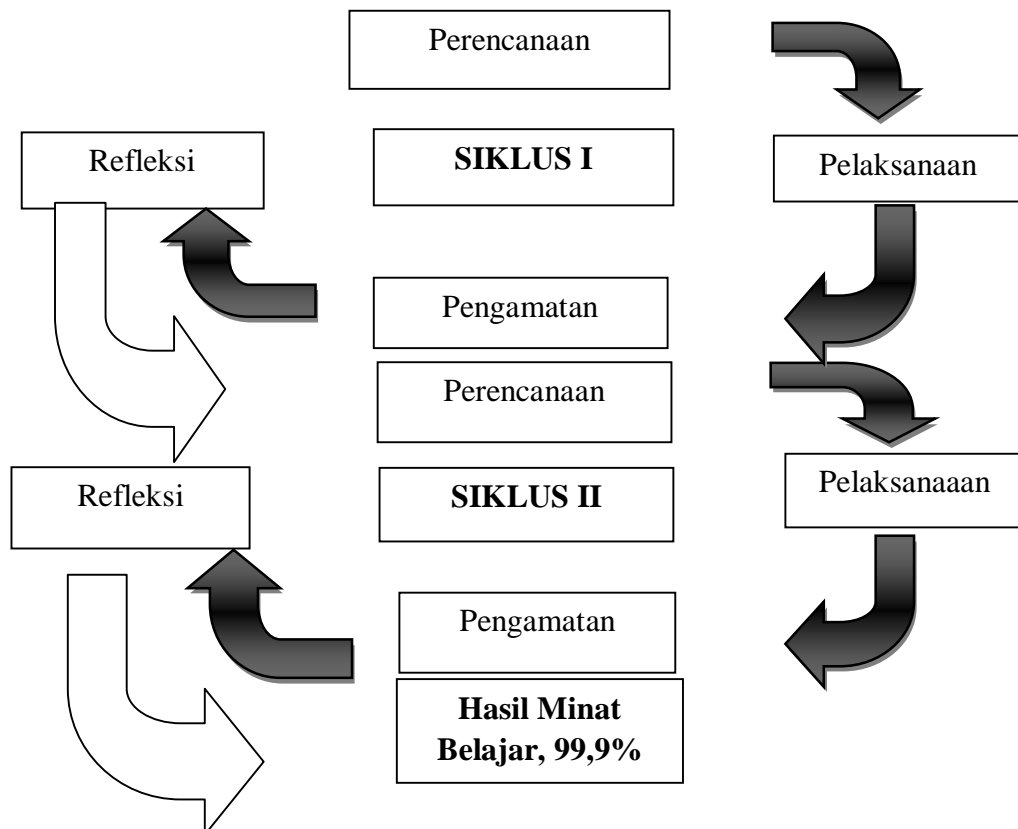 Perencanaan
Refleksi
SIKLUS I
Pelaksanaan
Pengamatan
Perencanaan
Refleksi
SIKLUS II
Pelaksanaaan
Pengamatan
Hasil Minat
Belajar, 99,9%